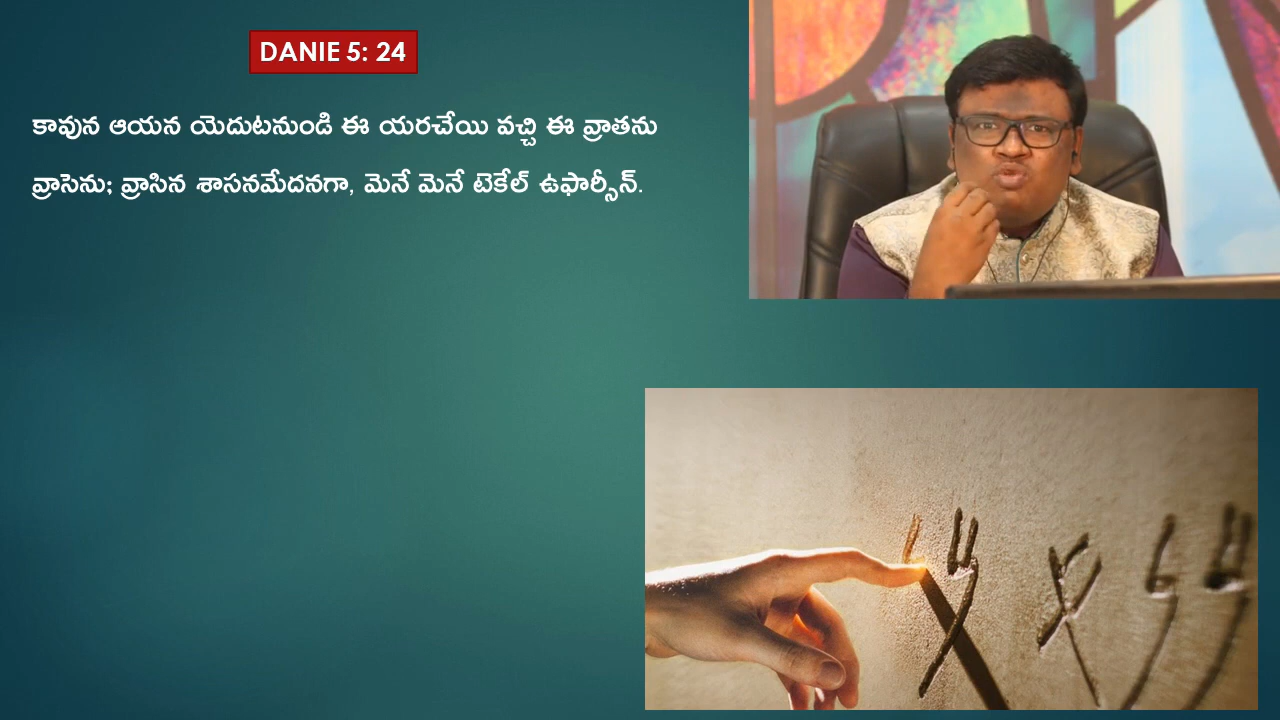 DANIE 5: 24
కావున ఆయన యెదుటనుండి ఈ యరచేయి వచ్చి ఈ వ్రాతను
వ్రాసెను; వ్రాసిన శాసనమేదనగా, మెనే మెనే టెకేల్ ఉఫార్సీన్.